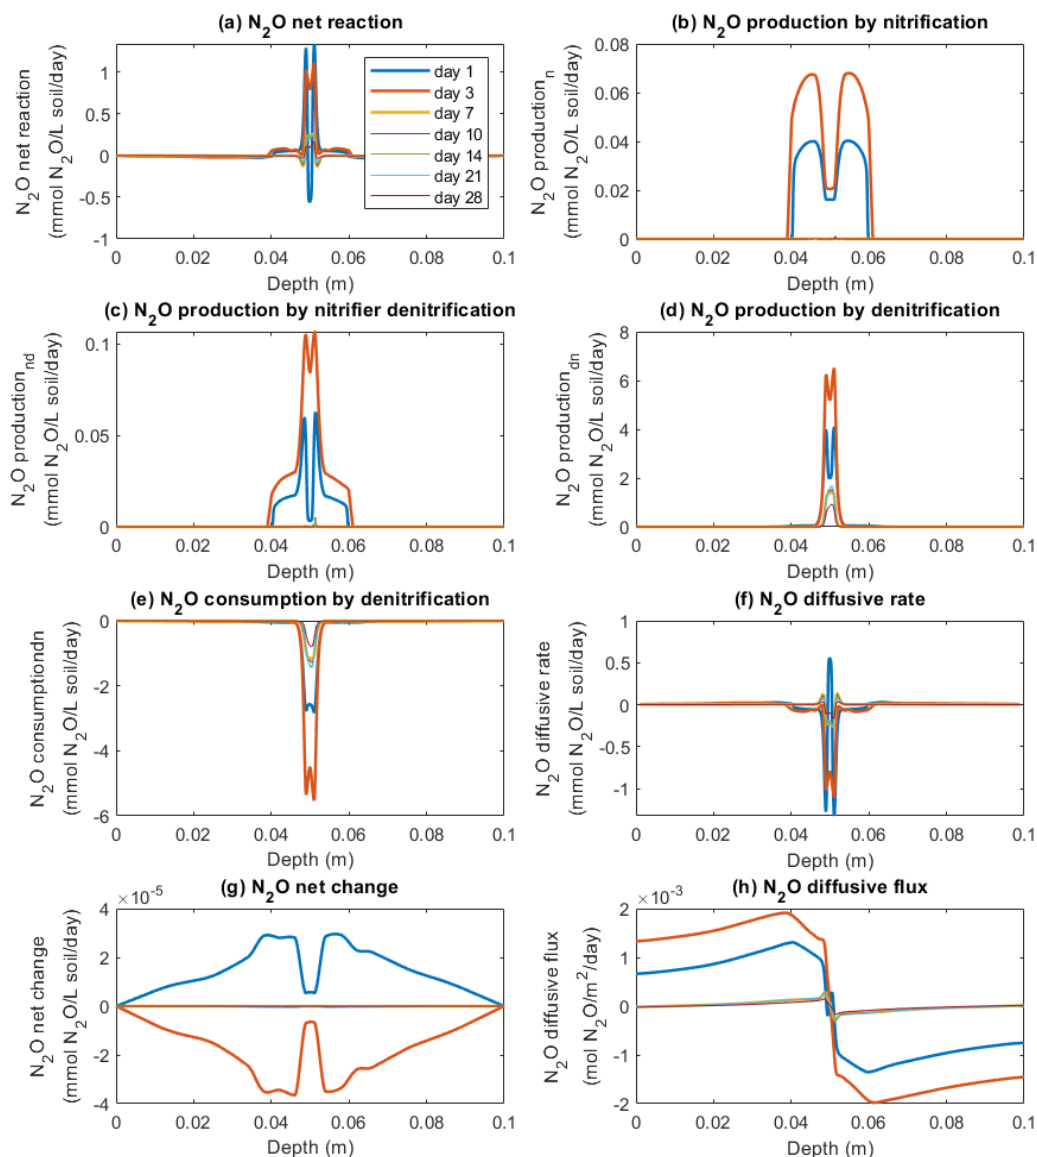 (a) N2O net reaction
N2O net reaction
(mmol N2O/L soil/day)
1
0.5
0
-0.5
-1
day 1
day 3
day 7
day 10
day 14
day 21
day 28
0 0.02 0.04 0.06 0.08 0.1
Depth (m)
(b) N2O production by nitrification
N2O productionn
(mmol N2O/L soil/day)
0.08
0.06
0.04
0.02
0
0 0.02 0.04 0.06 0.08 0.1
Depth (m)
(c) N2O production by nitrifier denitrification
N2O productionnd
(mmol N2O/L soil/day)
0.1
0.05
0
0 0.02 0.04 0.06 0.08 0.1
Depth (m)
(d) N2O production by denitrification
N2O productiondn
(mmol N2O/L soil/day)
8
6
4
2
0
0 0.02 0.04 0.06 0.08 0.1
Depth (m)
(e) N2O consumption by denitrification
N2O consumptiondn
(mmol N2O/L soil/day)
0
-2
-4
-6
0 0.02 0.04 0.06 0.08 0.1
Depth (m)
(f) N2O diffusive rate
N2O diffusive rate
(mmol N2O/L soil/day)
1
0.5
0
-0.5
-1
0 0.02 0.04 0.06 0.08 0.1
Depth (m)
(g) N2O net change
×10-5
N2O net change
(mmol N2O/L soil/day)
4
2
0
-2
-4
0 0.02 0.04 0.06 0.08 0.1
Depth (m)
(h) N2O diffusive flux
×10-3
N2O diffusive flux
(mol N2O/m2/day)
2
1
0
-1
-2
0 0.02 0.04 0.06 0.08 0.1
Depth (m)